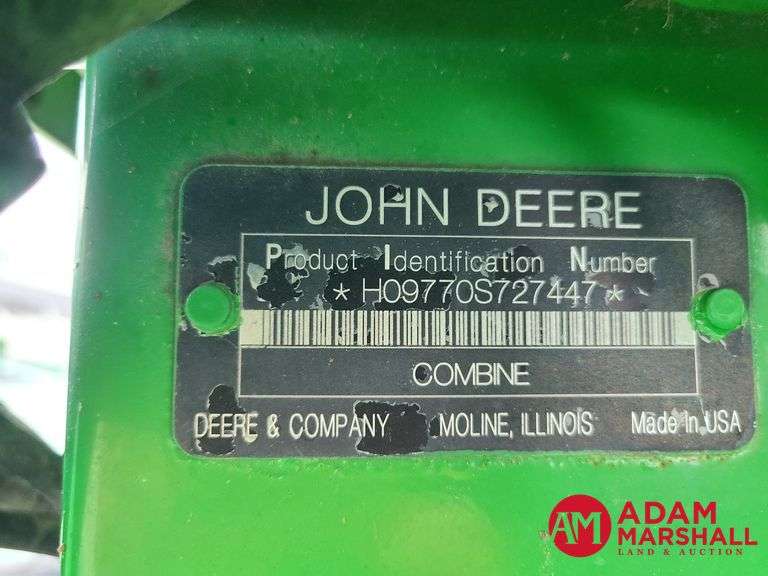 JOHN DEERE
Product Identification Number
* H09770S727447 *
COMBINE
DEERE & COMPANY MOLINE, ILLINOIS Made in USA
AM ADAM
MARSHALL
LAND & AUCTION